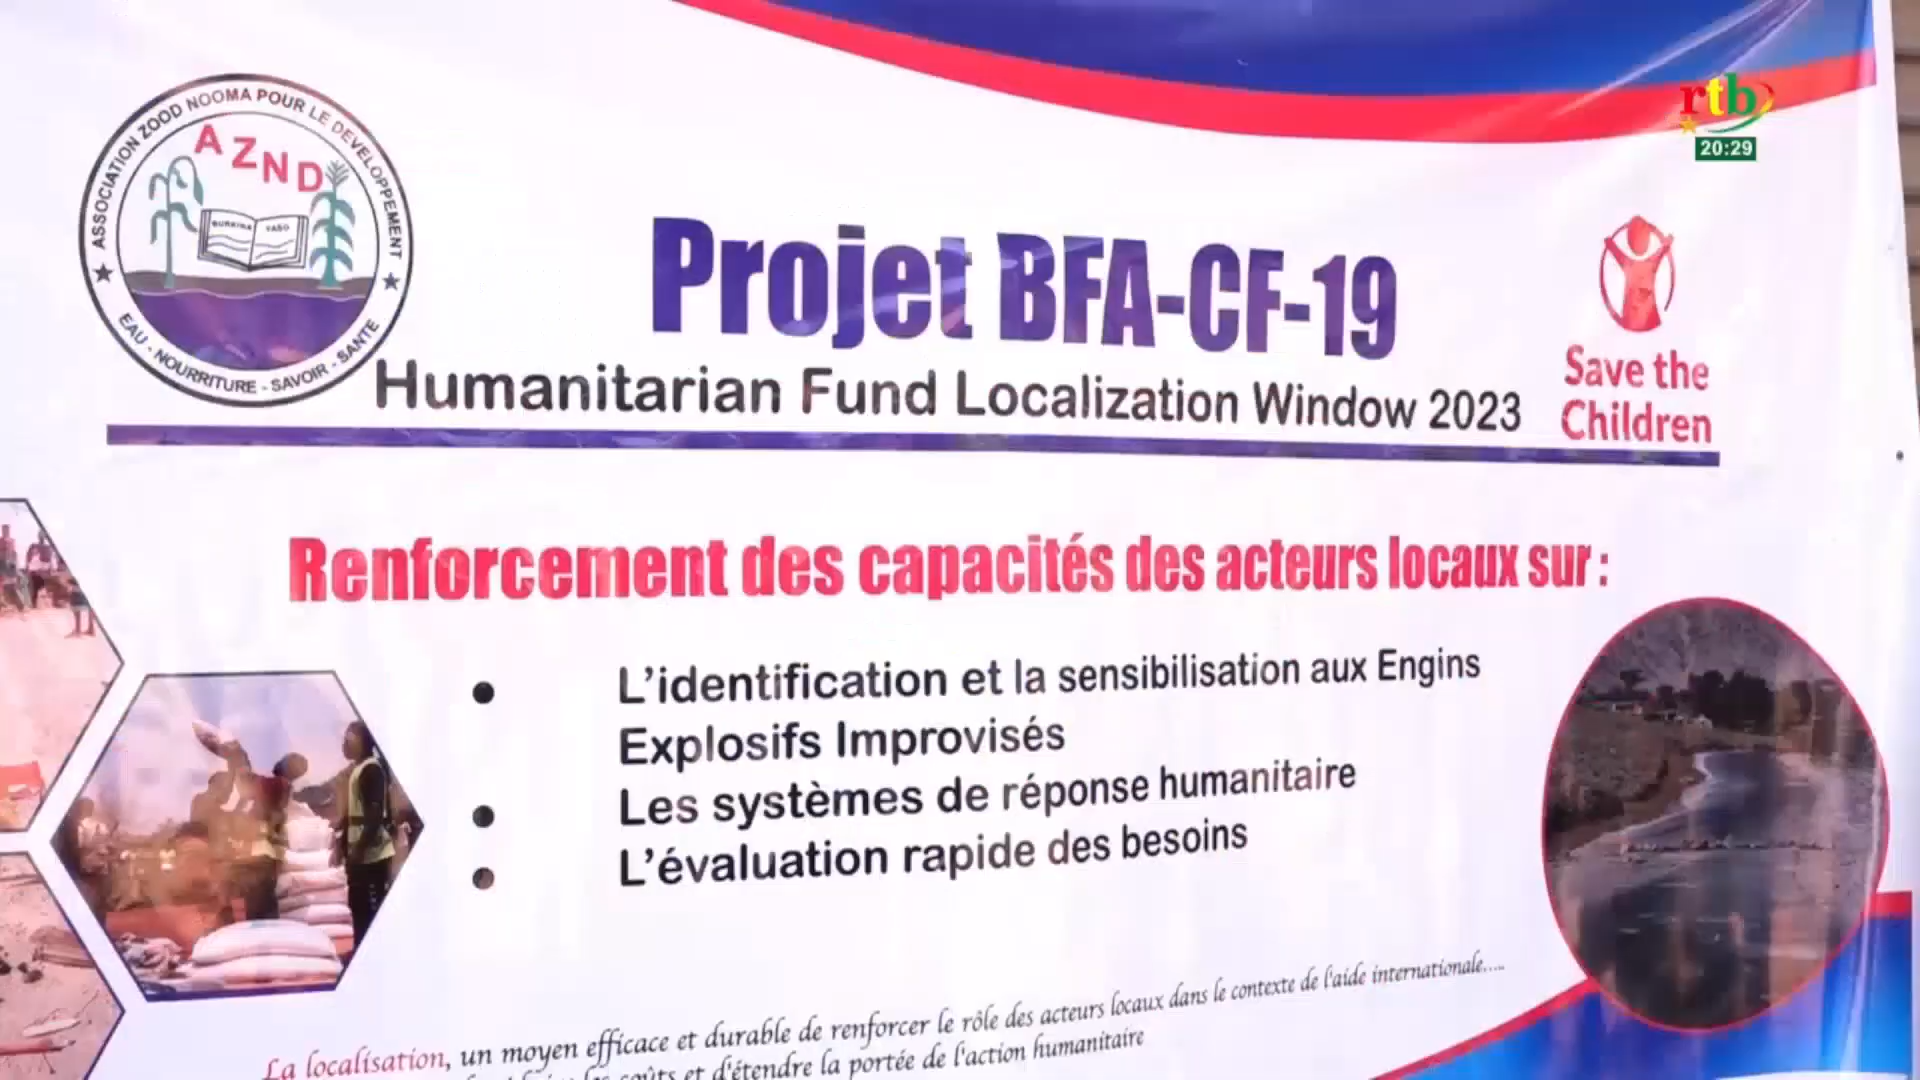 rtb
20:29
ASSOCIATION ZOOD NOOMA POUR LE DEVELOPPEMENT
AZND
BURKINA FASO
EAU - NOURRITURE - SAVOIR - SANTE
Projet BFA-CF-19
Humanitarian Fund Localization Window 2023
Save the
Children
Renforcement des capacités des acteurs locaux sur :
• L'identification et la sensibilisation aux Engins
Explosifs Improvisés
• Les systèmes de réponse humanitaire
• L'évaluation rapide des besoins
La localisation, un moyen efficace et durable de renforcer le rôle des acteurs locaux dans le contexte de l'aide internationale.....
coûts et d'étendre la portée de l'action humanitaire